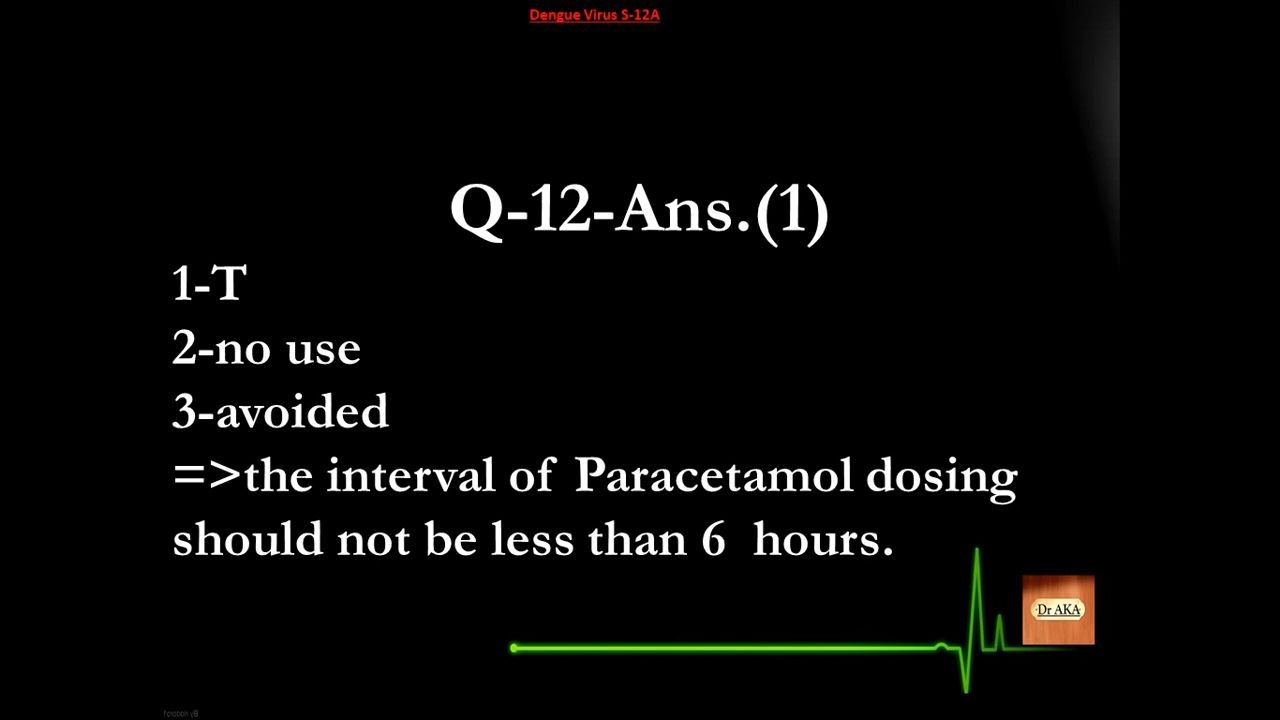 Dengue Virus S-12A
Q-12-Ans.(1)
1-T
2-no use
3-avoided
=>the interval of Paracetamol dosing
should not be less than 6 hours.
Dr AKA